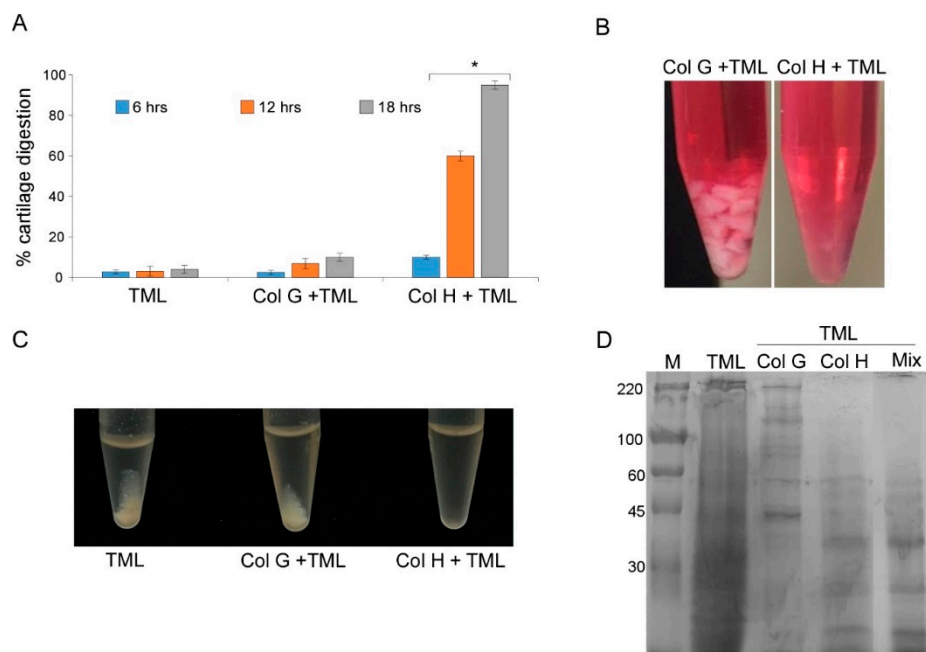 A
% cartilage digestion
100
80
60
40
20
0
6 hrs 12 hrs 18 hrs
*
TML Col G +TML Col H + TML
B
Col G +TML Col H + TML
C
TML Col G +TML Col H + TML
D
TML
M TML Col G Col H Mix
220
100
60
45
30